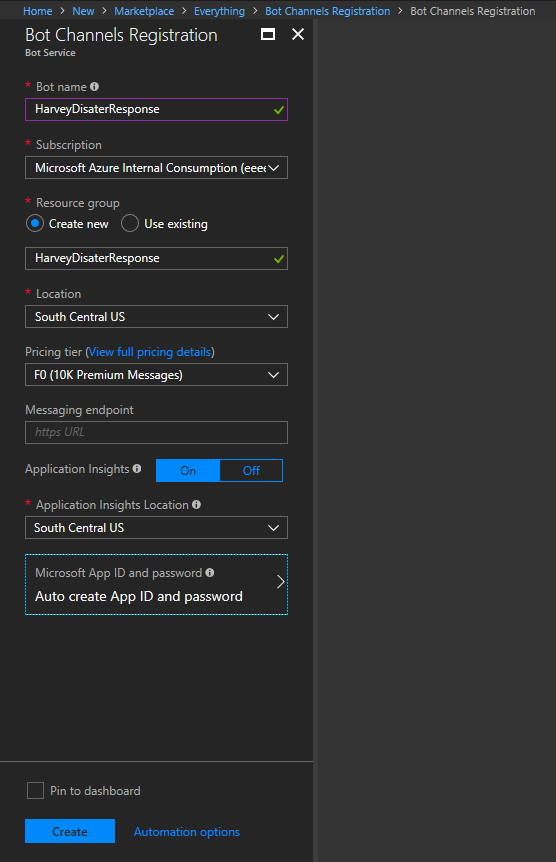 Home > New > Marketplace > Everything > Bot Channels Registration > Bot Channels Registration
Bot Channels Registration
Bot Service
* Bot name
HarveyDisaterResponse
* Subscription
Microsoft Azure Internal Consumption (eeee
* Resource group
Create new Use existing
HarveyDisaterResponse
* Location
South Central US
Pricing tier (View full pricing details)
F0 (10K Premium Messages)
Messaging endpoint
https URL
Application Insights On Off
* Application Insights Location
South Central US
Microsoft App ID and password
Auto create App ID and password
Pin to dashboard
Create Automation options